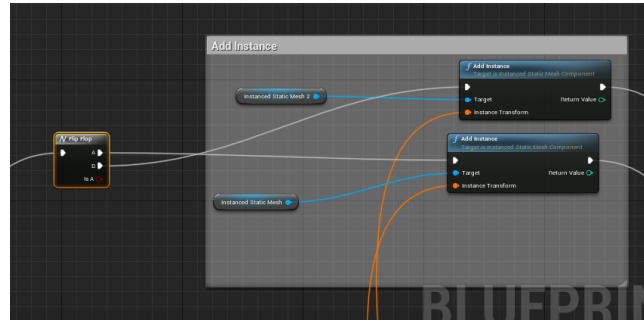 Add Instance
Add Instance
Target is Instanced Static Mesh Component
Instanced Static Mesh 2
Target
Return Value
Instance Transform
Flip Flop
A
B
Is A
Add Instance
Target is Instanced Static Mesh Component
Target
Return Value
Instance Transform
Instanced Static Mesh
BLUEPRIN